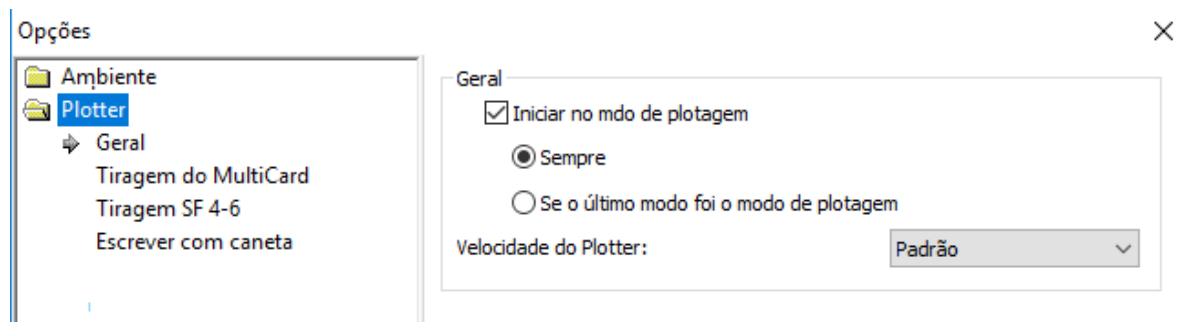 Opções
Ambiente
Plotter
Geral
Tiragem do MultiCard
Tiragem SF 4-6
Escrever com caneta
Geral
Iniciar no mdo de plotagem
Sempre
Se o último modo foi o modo de plotagem
Velocidade do Plotter: Padrão